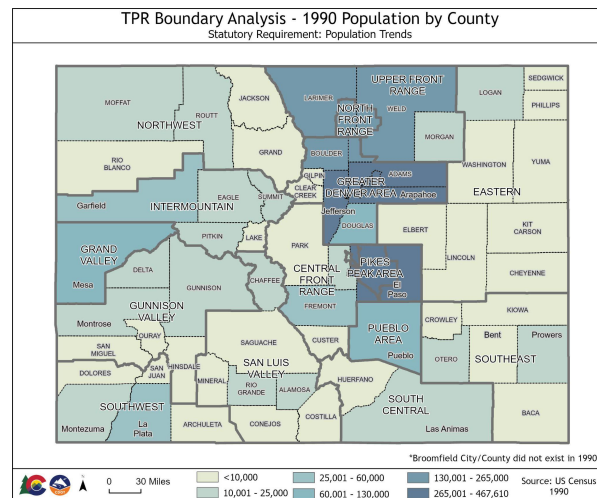 TPR Boundary Analysis - 1990 Population by County
Statutory Requirement: Population Trends
MOFFAT
ROUTT
NORTHWEST
JACKSON
LARIMER
UPPER FRONT
RANGE
WELD
NORTH
FRONT
RANGE
LOGAN
SEDGWICK
PHILLIPS
MORGAN
RIO
BLANCO
GRAND
BOULDER
GILPIN
CLEAR
CREEK
GREATER
DENVER AREA
ADAMS
Arapahoe
WASHINGTON
YUMA
EASTERN
Garfield
INTERMOUNTAIN
EAGLE
SUMMIT
Jefferson
DOUGLAS
ELBERT
KIT
CARSON
GRAND
VALLEY
Mesa
PITKIN
LAKE
PARK
LINCOLN
CHEYENNE
DELTA
GUNNISON
CHAFFEE
CENTRAL
FRONT
RANGE
PIKES
PEAK AREA
El
Paso
GUNNISON
VALLEY
Montrose
FREMONT
CROWLEY
KIOWA
OURAY
SAN
MIGUEL
SAGUACHE
CUSTER
PUEBLO
AREA
Pueblo
Bent
Prowers
OTERO
SOUTHEAST
DOLORES
SAN
JUAN
HINSDALE
MINERAL
SAN LUIS
VALLEY
RIO
GRANDE
ALAMOSA
HUERFANO
SOUTHWEST
La
Plata
Montezuma
ARCHULETA
CONEJOS
COSTILLA
SOUTH
CENTRAL
Las Animas
BACA
*Broomfield City/County did not exist in 1990
0 30 Miles
<10,000
10,001 - 25,000
25,001 - 60,000
60,001 - 130,000
130,001 - 265,000
265,001 - 467,610
Source: US Census
1990